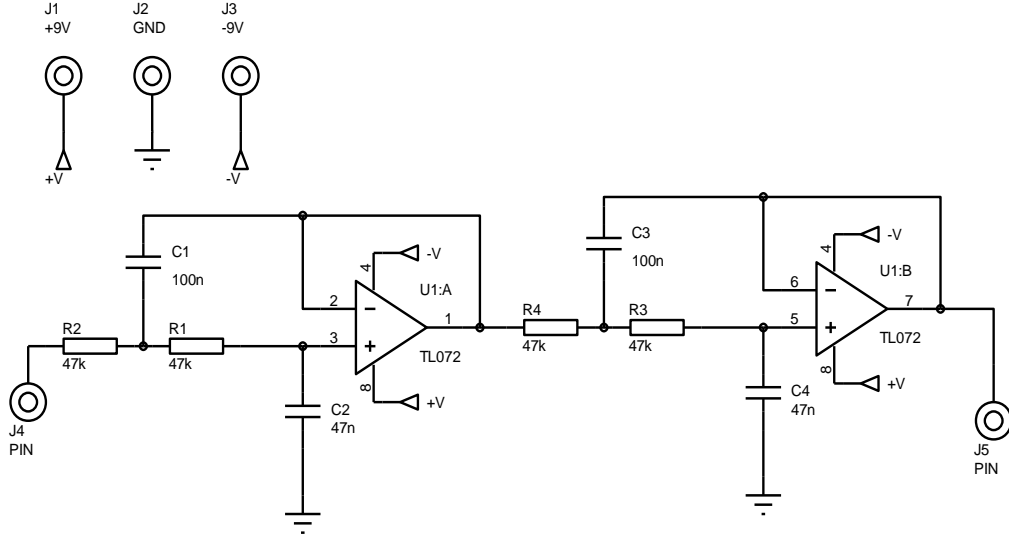 J1
+9V
J2
GND
J3
-9V
+V
-V
C1
100n
4
-V
U1:A
2
3
1
TL072
8
+V
R2
47k
R1
47k
C2
47n
J4
PIN
C3
100n
4
-V
U1:B
6
5
7
TL072
8
+V
R4
47k
R3
47k
C4
47n
J5
PIN